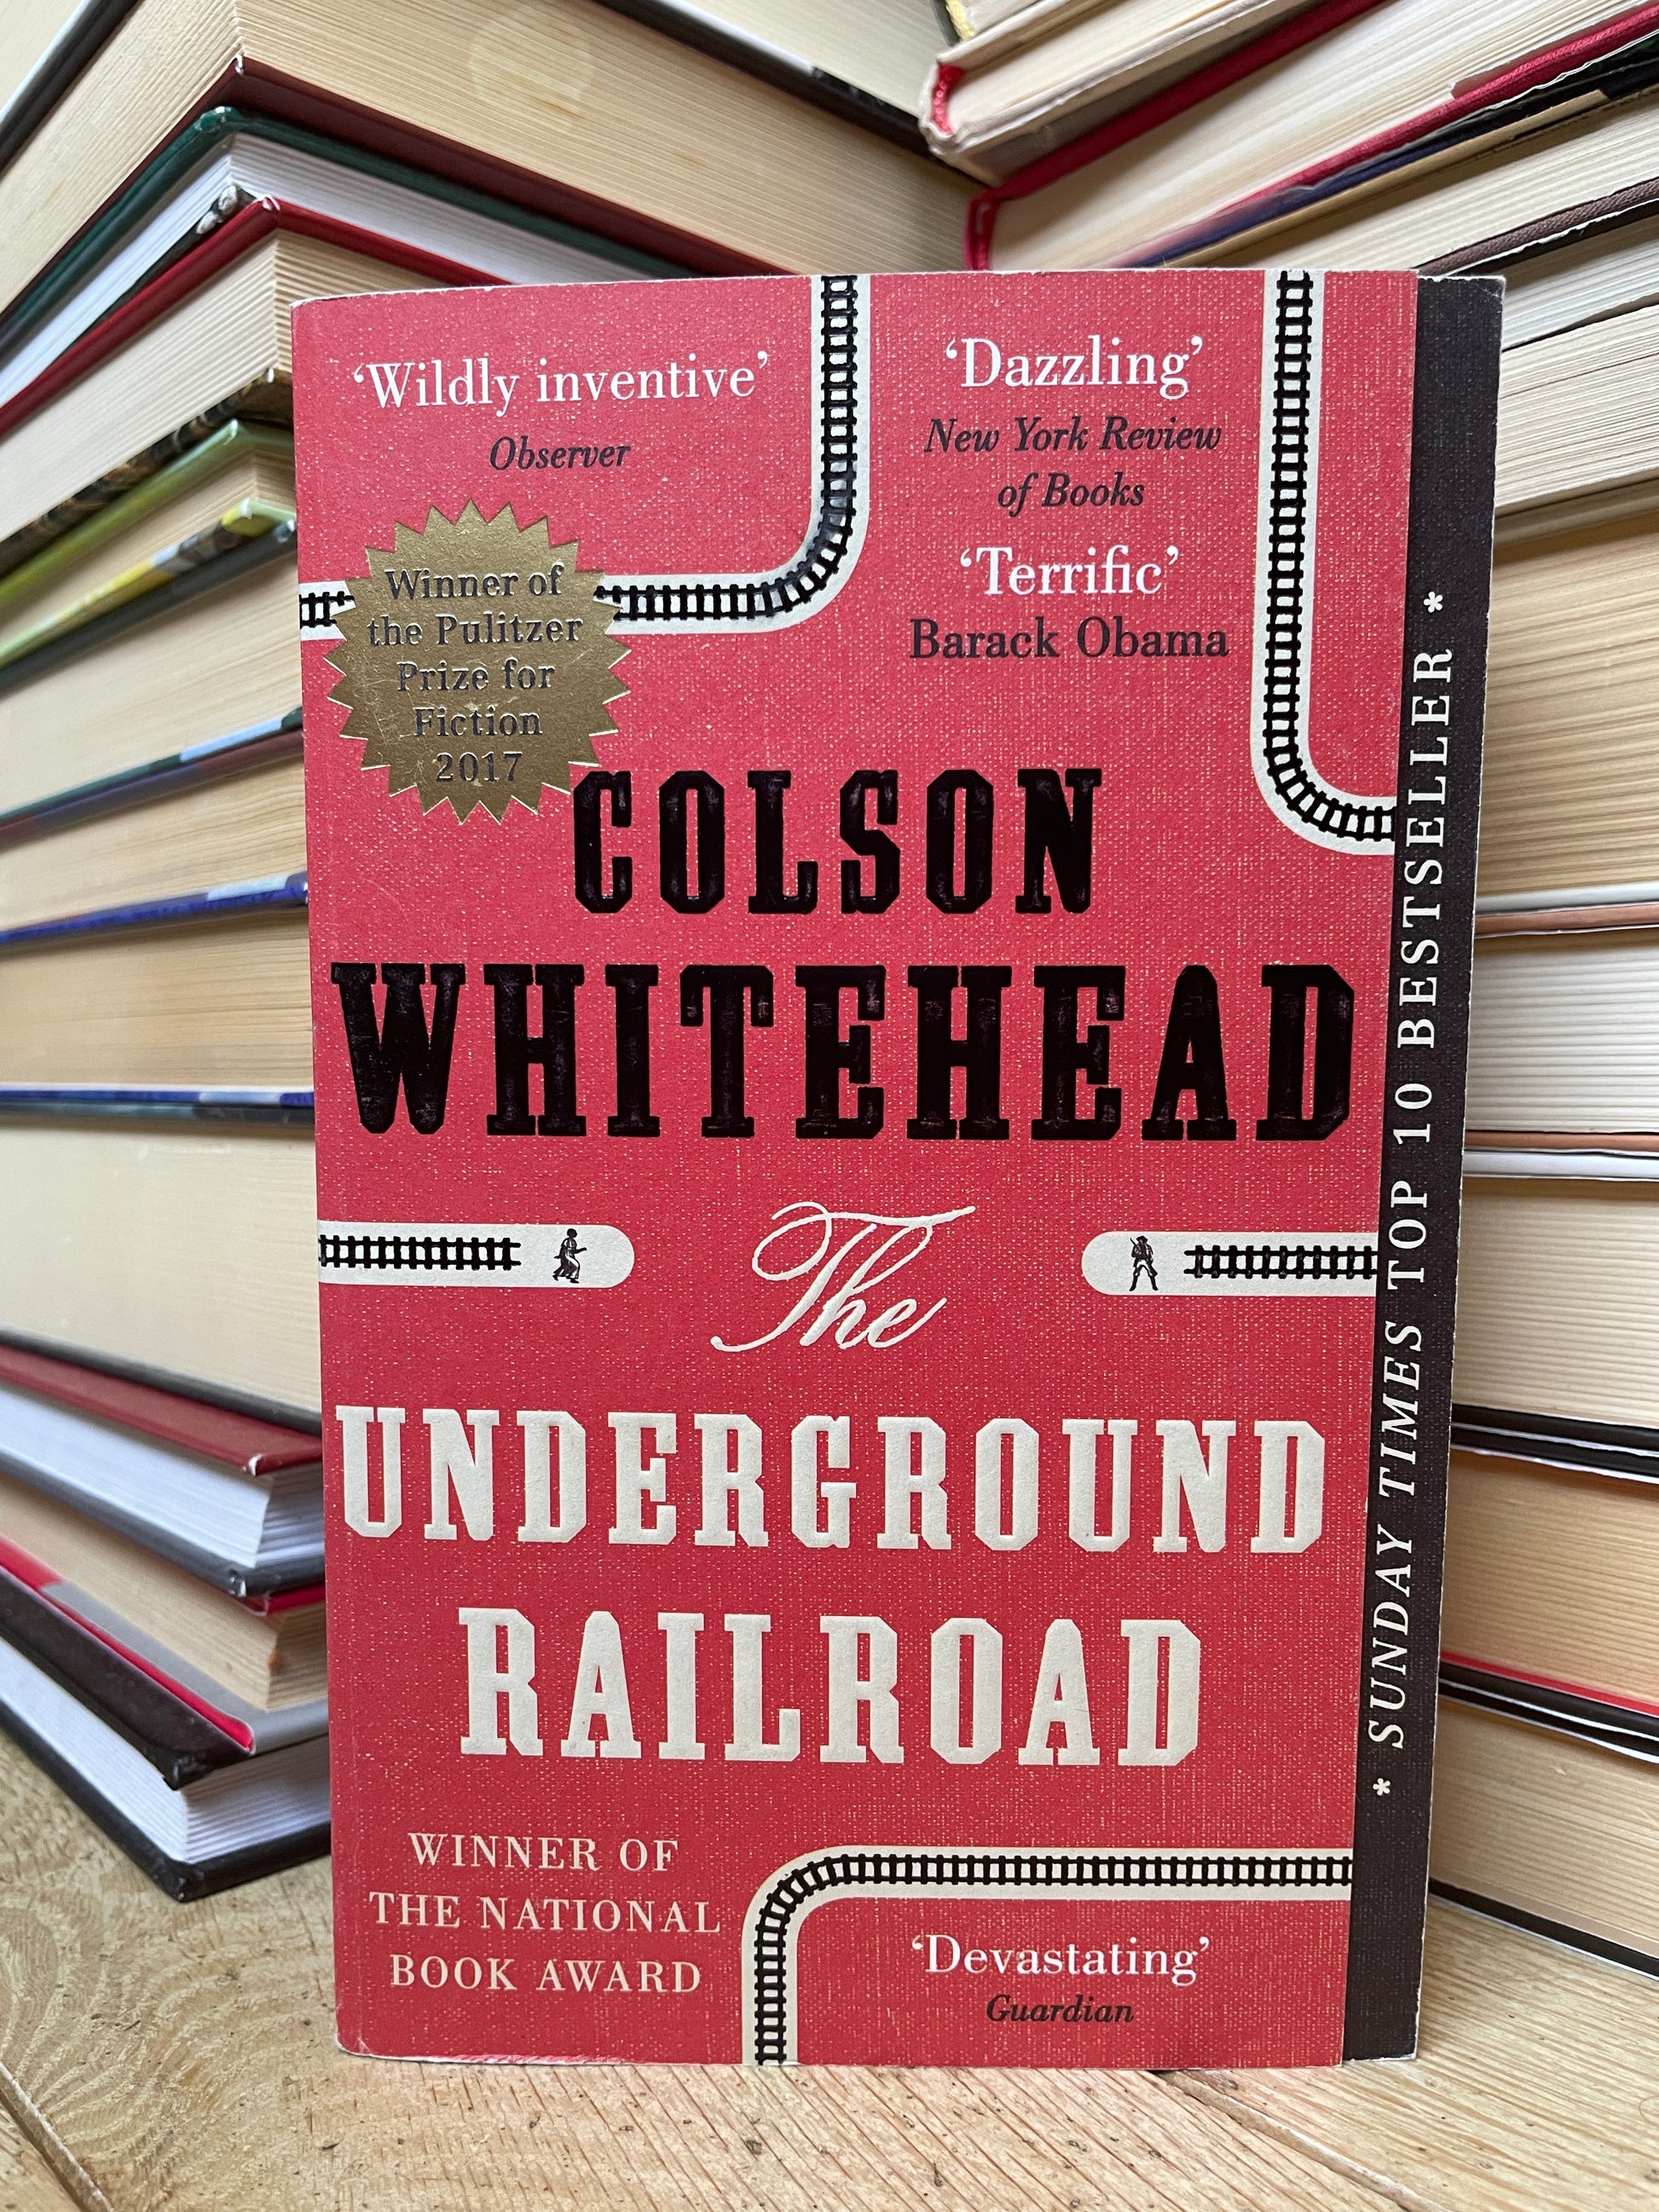 ‘Wildly inventive’
Observer
‘Dazzling’
New York Review
of Books
‘Terrific’
Barack Obama
Winner of
the Pulitzer
Prize for
Fiction
2017
COLSON
WHITEHEAD
The
UNDERGROUND
RAILROAD
WINNER OF
THE NATIONAL
BOOK AWARD
‘Devastating’
Guardian
* SUNDAY TIMES TOP 10 BESTSELLER *